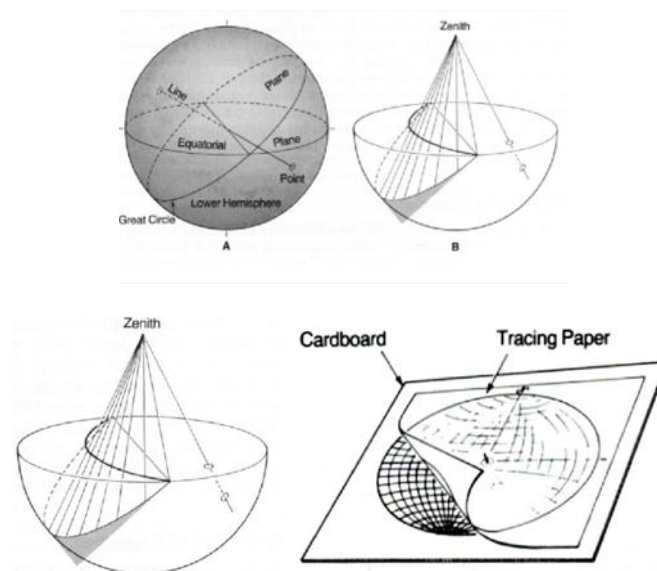 Zenith
Line
Plane
Equatorial
Plane
Point
Lower Hemisphere
Great Circle
A
B
Zenith
Cardboard
Tracing Paper